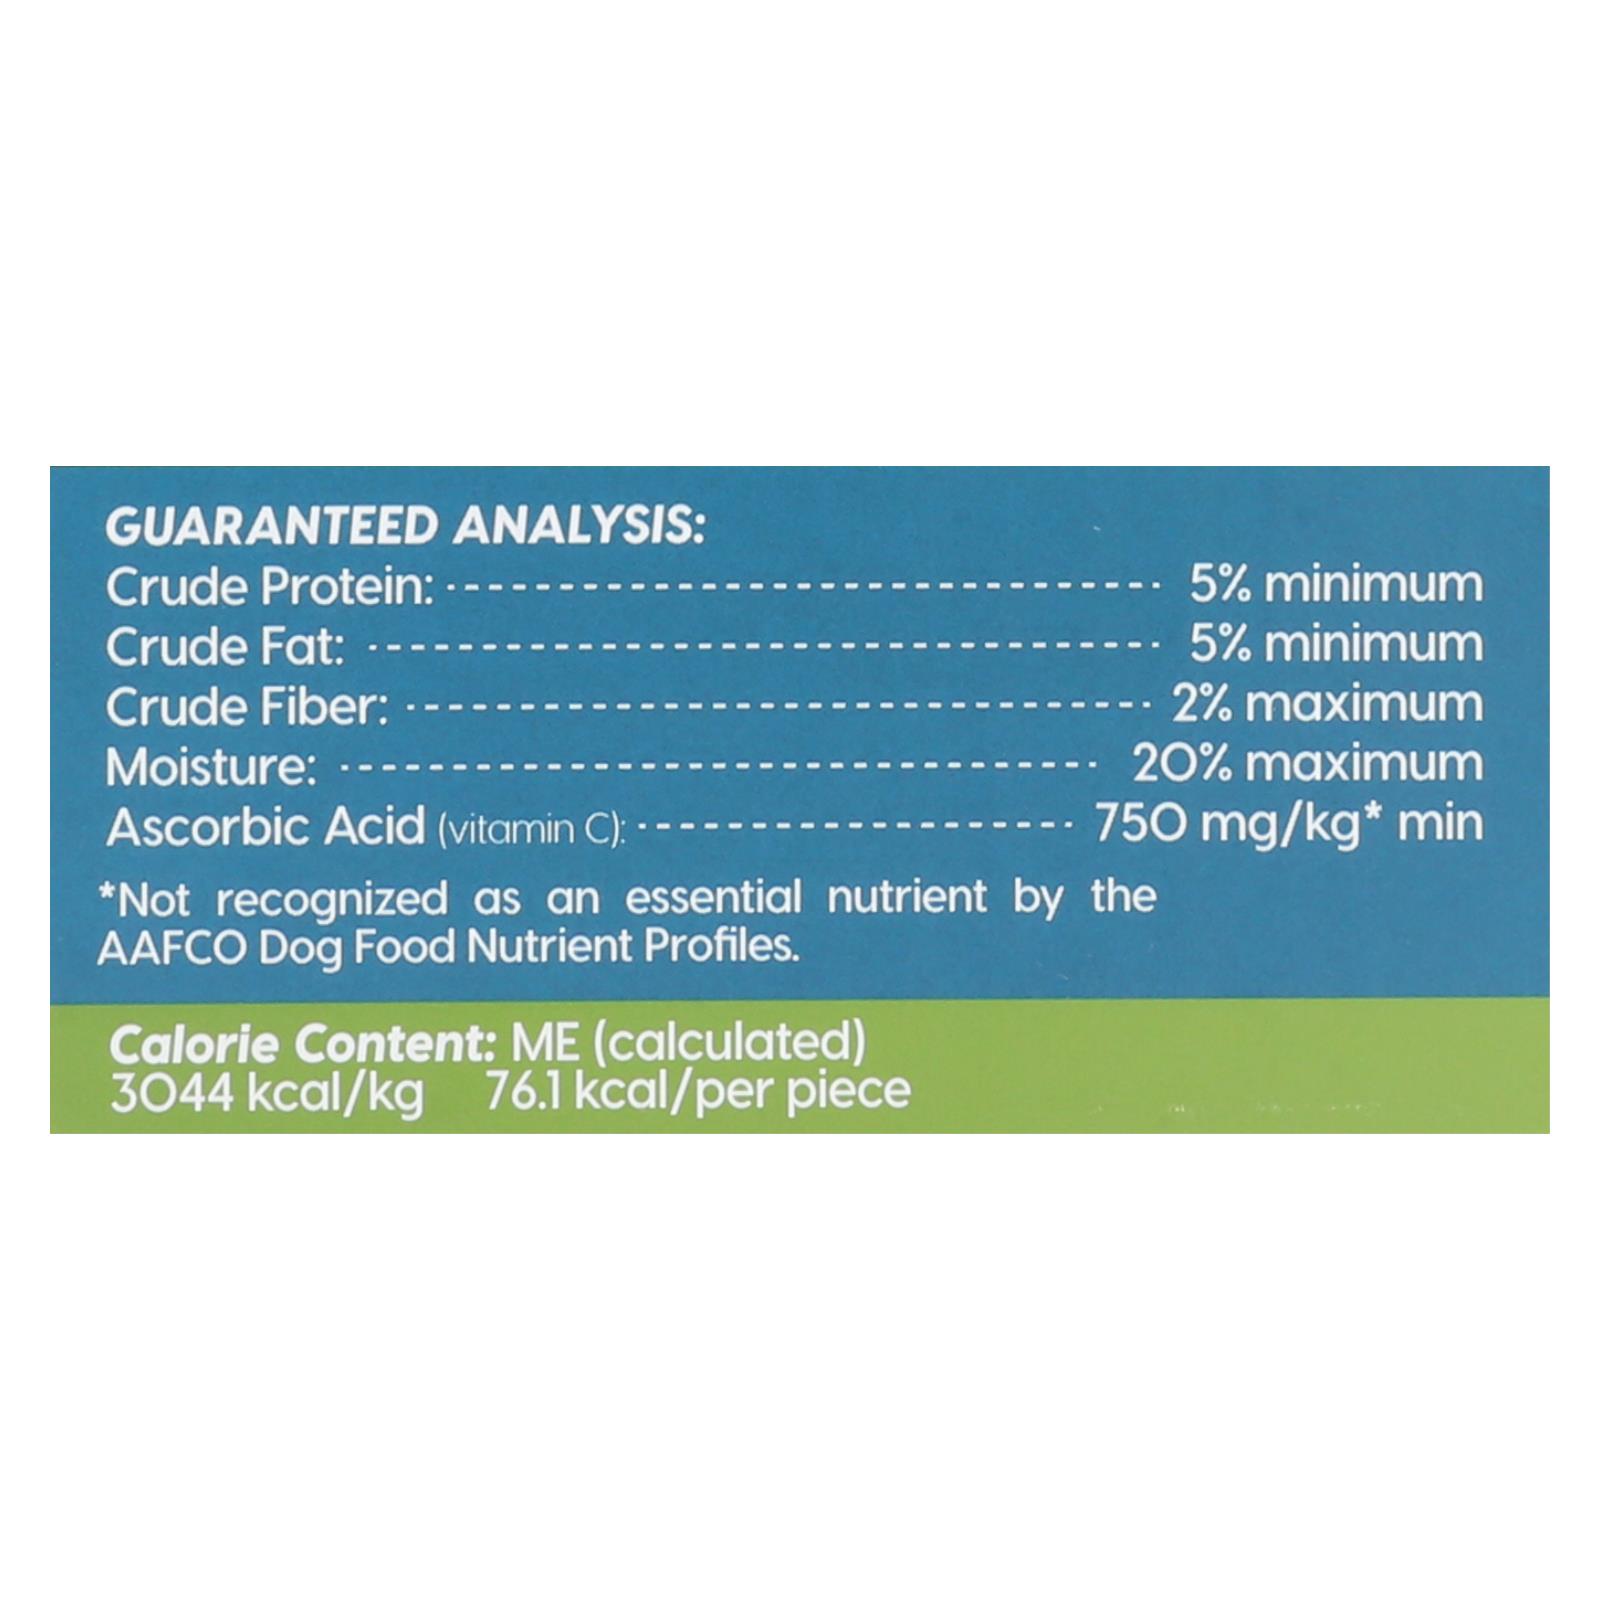 GUARANTEED ANALYSIS:
Crude Protein: 5% minimum
Crude Fat: 5% minimum
Crude Fiber: 2% maximum
Moisture: 20% maximum
Ascorbic Acid (vitamin C): 750 mg/kg* min
*Not recognized as an essential nutrient by the
AAFCO Dog Food Nutrient Profiles.
Calorie Content: ME (calculated)
3044 kcal/kg 76.1 kcal/per piece